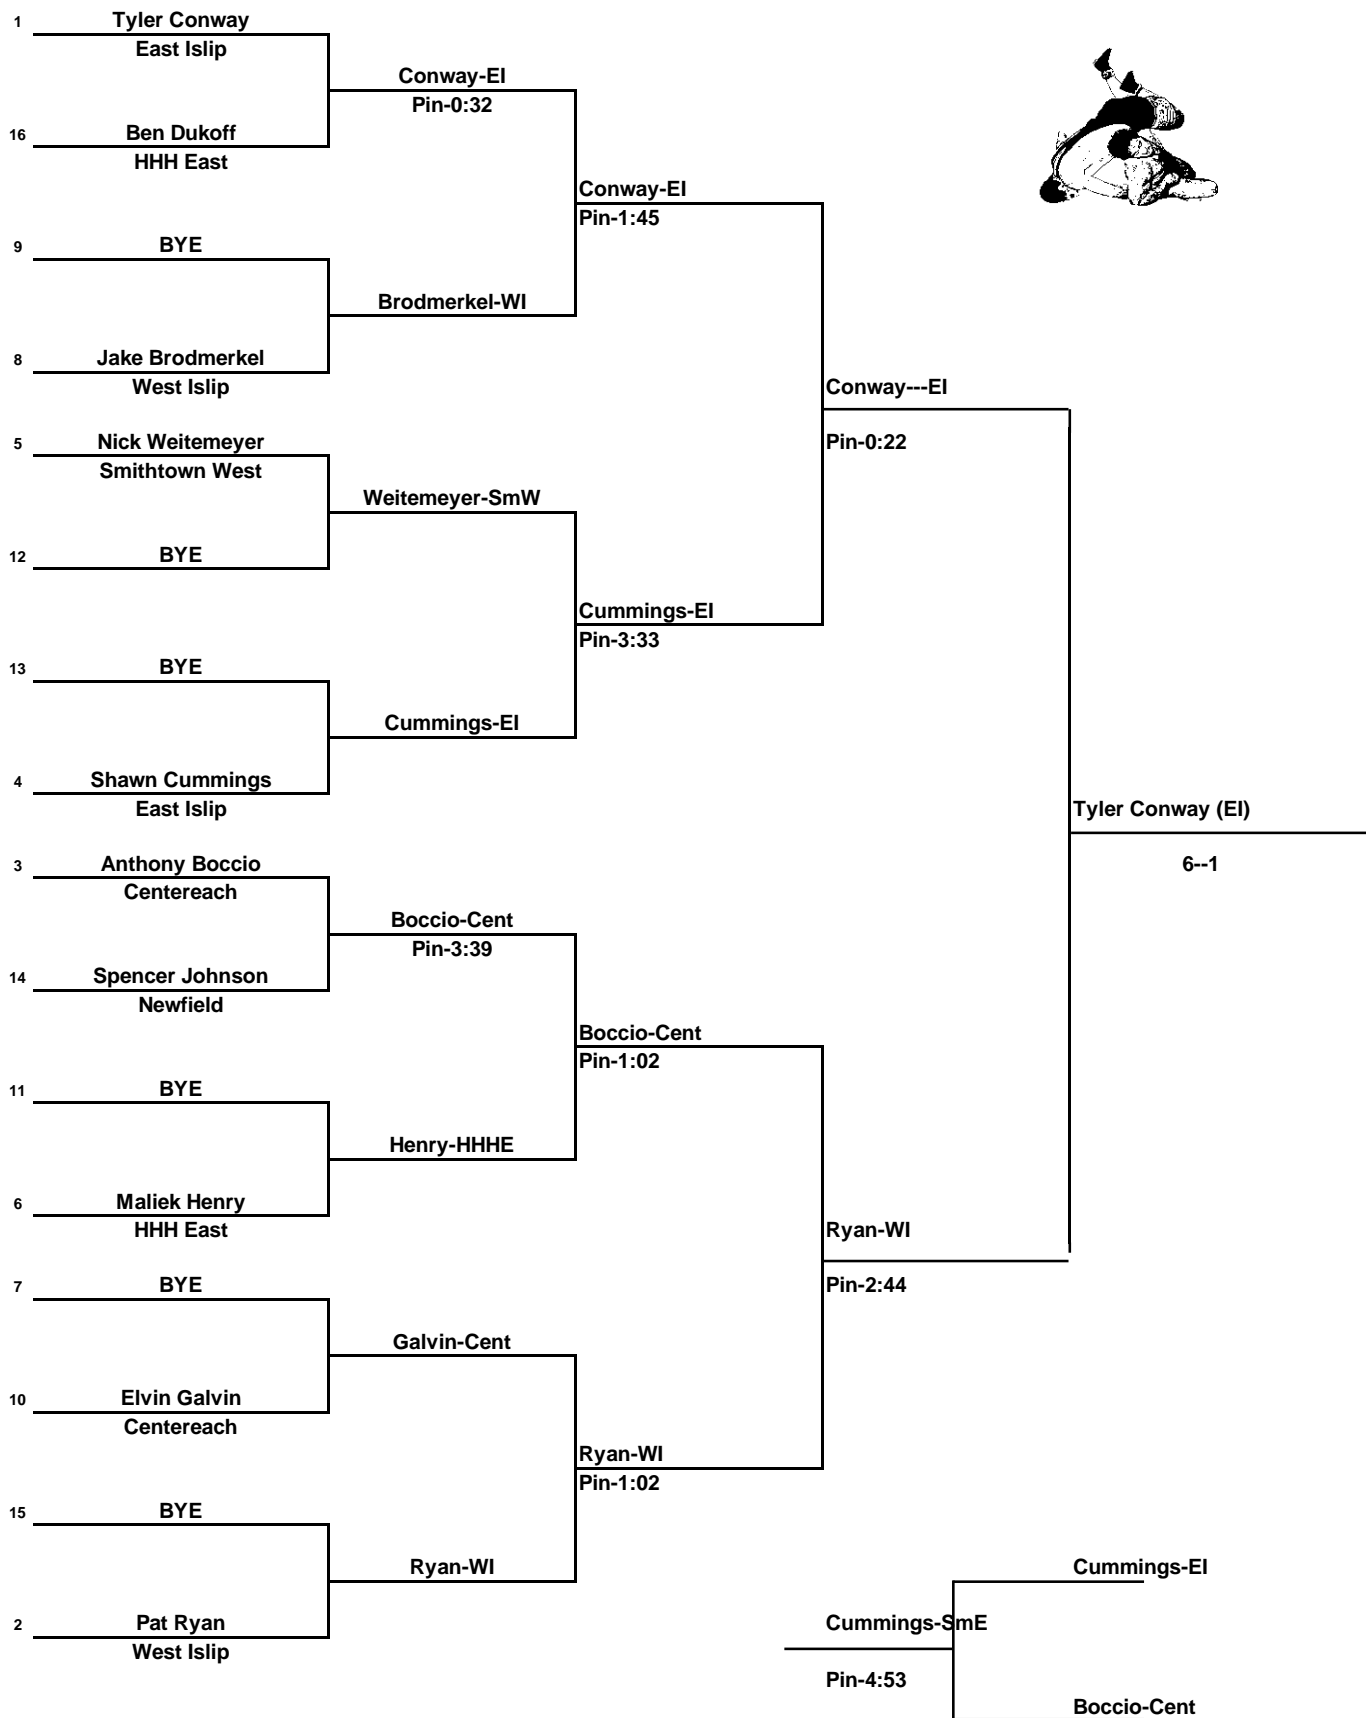 1
Tyler Conway
East Islip
Conway-EI
Pin-0:32
16
Ben Dukoff
HHH East
Conway-EI
Pin-1:45
9
BYE
Brodmerkel-WI
8
Jake Brodmerkel
West Islip
Conway---EI
Pin-0:22
5
Nick Weitemeyer
Smithtown West
Weitemeyer-SmW
12
BYE
Cummings-EI
Pin-3:33
13
BYE
Cummings-EI
4
Shawn Cummings
East Islip
Tyler Conway (EI)
6--1
3
Anthony Boccio
Centereach
Boccio-Cent
Pin-3:39
14
Spencer Johnson
Newfield
Boccio-Cent
Pin-1:02
11
BYE
Henry-HHHE
6
Maliek Henry
HHH East
Ryan-WI
Pin-2:44
7
BYE
Galvin-Cent
10
Elvin Galvin
Centereach
Ryan-WI
Pin-1:02
15
BYE
Ryan-WI
2
Pat Ryan
West Islip
Cummings-EI
Cummings-SmE
Pin-4:53
Boccio-Cent